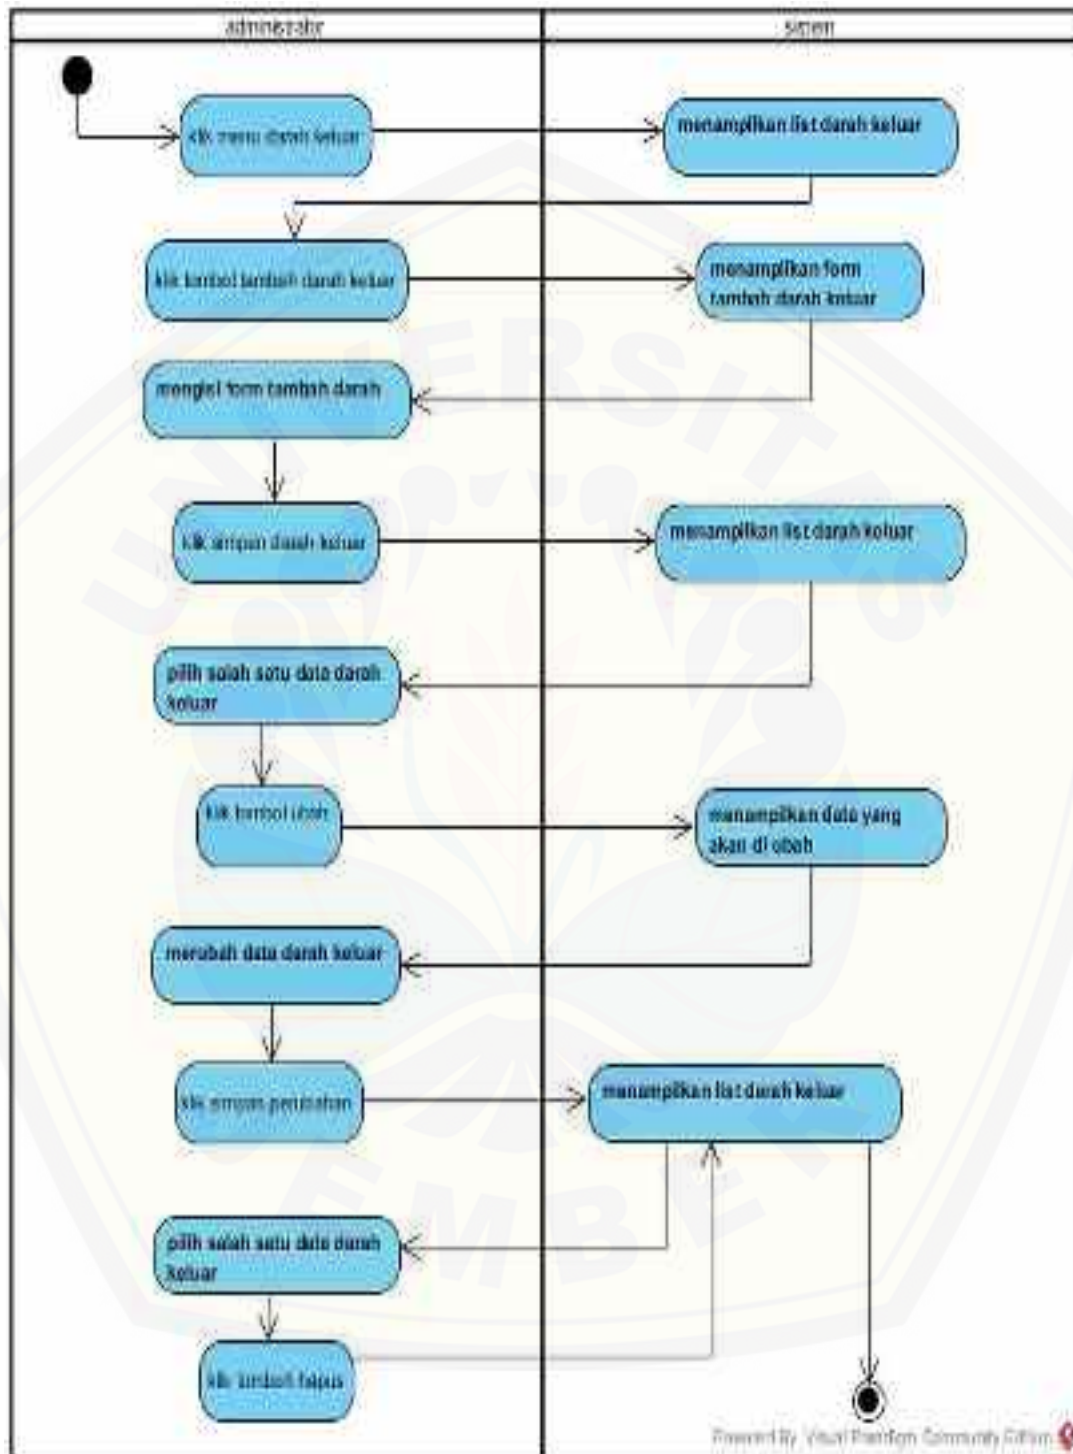 administrator
sistem
klik menu darah keluar
menampilkan list darah keluar
klik tombol tambah darah keluar
menampilkan form
tambah darah keluar
mengisi form tambah darah
klik simpan darah keluar
menampilkan list darah keluar
pilih salah satu data darah
keluar
klik tombol ubah
menampilkan data yang
akan di ubah
merubah data darah keluar
klik simpan perubahan
menampilkan list darah keluar
pilih salah satu data darah
keluar
klik tombol hapus
Powered By Visual Paradigm Community Edition
UNIVERSITAS
JEMBER